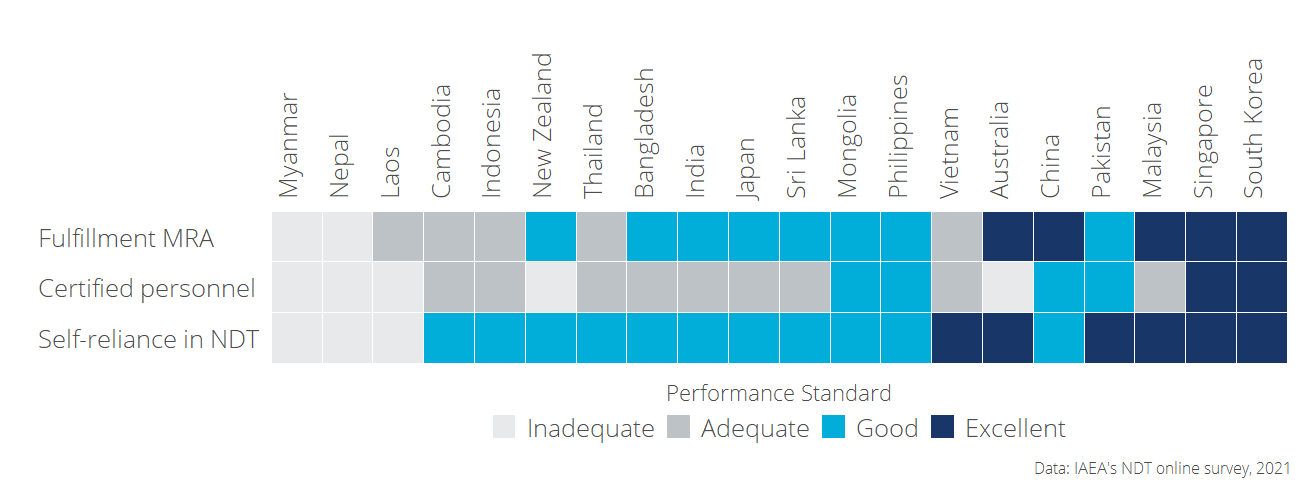 Myanmar
Nepal
Laos
Cambodia
Indonesia
New Zealand
Thailand
Bangladesh
India
Japan
Sri Lanka
Mongolia
Philippines
Vietnam
Australia
China
Pakistan
Malaysia
Singapore
South Korea
Fulfillment MRA
Certified personnel
Self-reliance in NDT
Performance Standard
Inadequate Adequate Good Excellent
Data: IAEA's NDT online survey, 2021